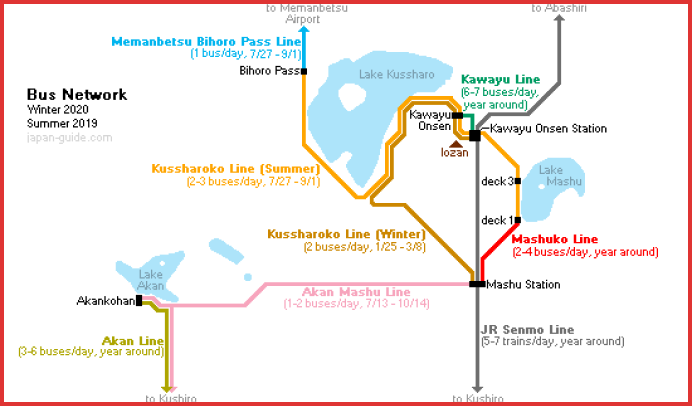 to Memanbetsu
Airport
to Abashiri
Memanbetsu Bihoro Pass Line
(1 bus/day, 7/27 - 9/1)
Bihoro Pass
Lake Kussharo
Kawayu Line
(6-7 buses/day,
year around)
Bus Network
Winter 2020
Summer 2019
japan-guide.com
Kawayu
Onsen
Kawayu Onsen Station
Iozan
Kussharoko Line (Summer)
(2-3 buses/day, 7/27 - 9/1)
Lake
Mashu
deck 3
deck 1
Kussharoko Line (Winter)
(2 buses/day, 1/25 - 3/8)
Mashuko Line
(2-4 buses/day, year around)
Lake
Akan
Akan Mashu Line
(1-2 buses/day, 7/13 - 10/14)
Mashu Station
Akankohan
Akan Line
(3-6 buses/day, year around)
JR Senmo Line
(5-7 trains/day, year around)
to Kushiro
to Kushiro